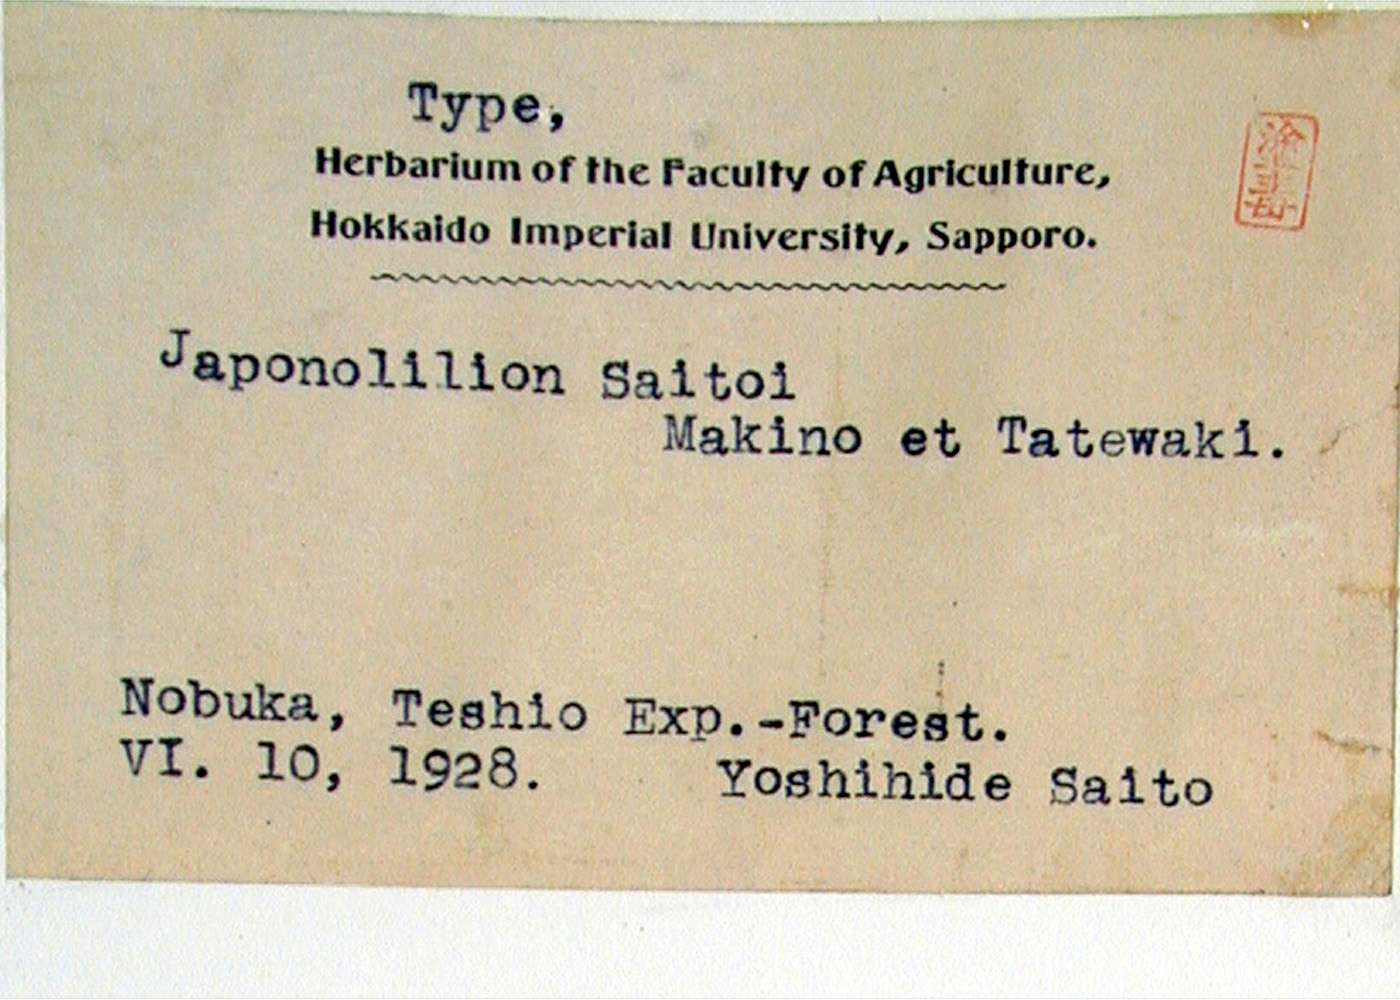 Type,
Herbarium of the Faculty of Agriculture,
Hokkaido Imperial University, Sapporo.
Japonolilion Saitoi
Makino et Tatewaki.
Nobuka, Teshio Exp.-Forest.
VI. 10, 1928. Yoshihide Saito